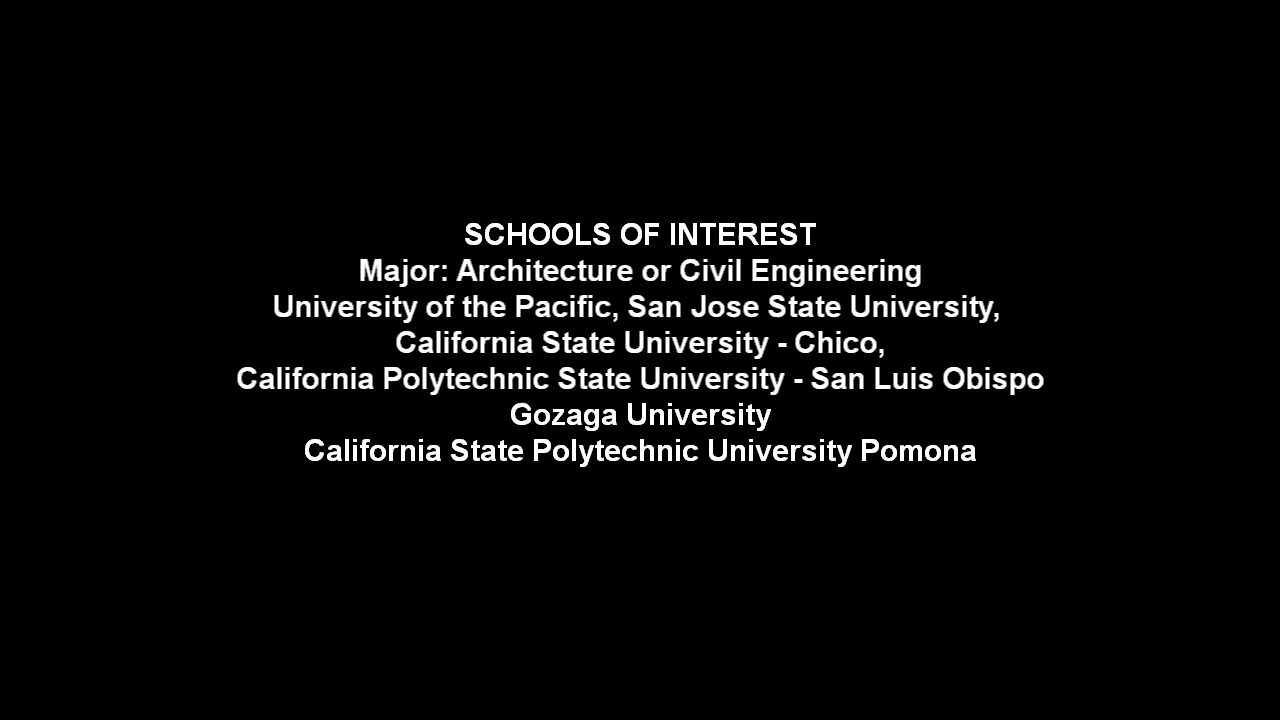 SCHOOLS OF INTEREST
Major: Architecture or Civil Engineering
University of the Pacific, San Jose State University,
California State University - Chico,
California Polytechnic State University - San Luis Obispo
Gozaga University
California State Polytechnic University Pomona